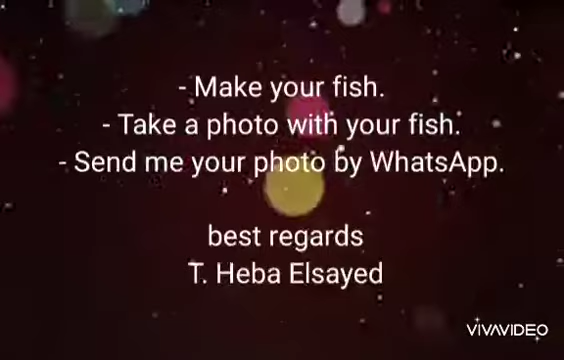 - Make your fish.
- Take a photo with your fish.
- Send me your photo by WhatsApp.
best regards
T. Heba Elsayed
VIVAVIDEO